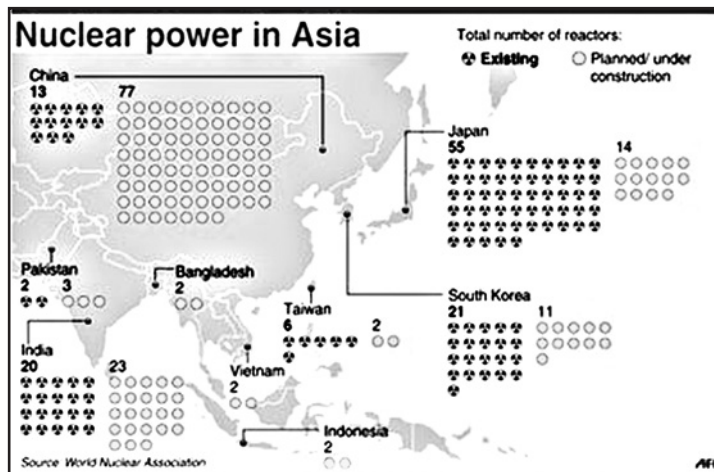 Nuclear power in Asia
Total number of reactors:
Existing
Planned/ under
construction
China
13 77
Japan
55 14
Pakistan
2 3
Bangladesh
2
Taiwan
6 2
South Korea
21 11
India
20 23
Vietnam
2
Indonesia
2
Source: World Nuclear Association